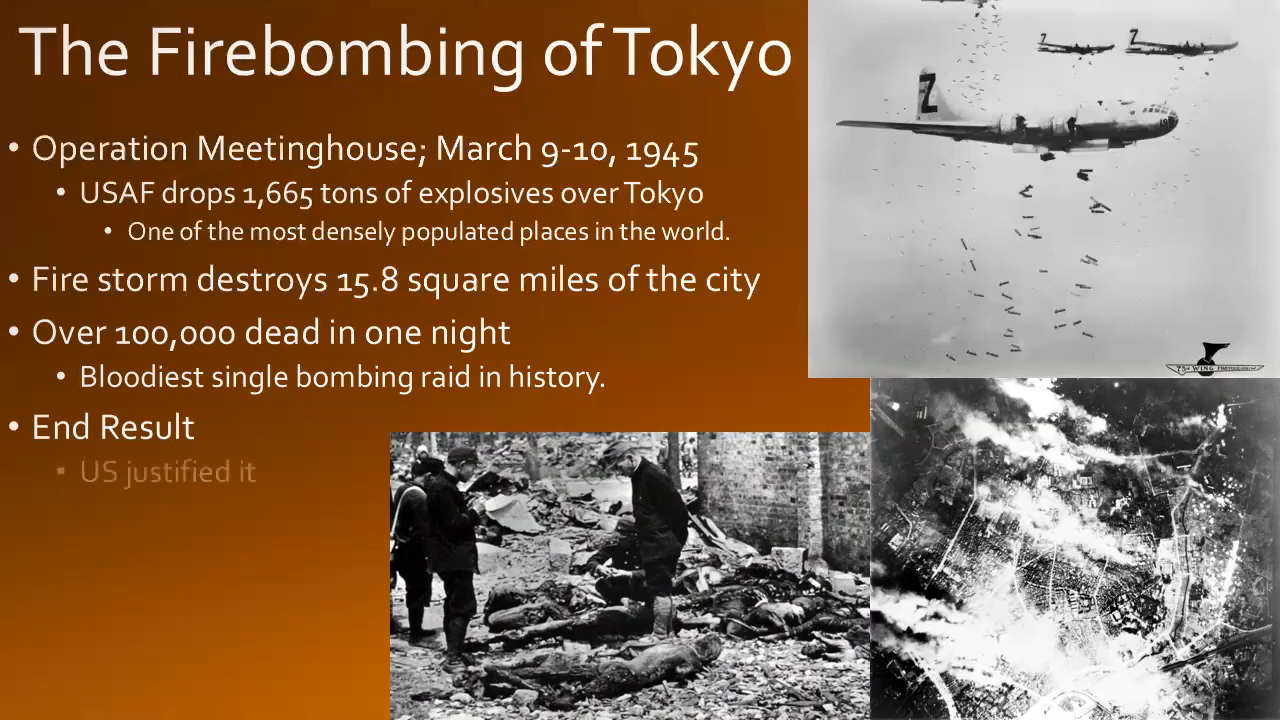 The Firebombing of Tokyo
• Operation Meetinghouse; March 9-10, 1945
• USAF drops 1,665 tons of explosives over Tokyo
• One of the most densely populated places in the world.
• Fire storm destroys 15.8 square miles of the city
• Over 100,000 dead in one night
• Bloodiest single bombing raid in history.
• End Result
• US justified it
Z
Z
Z